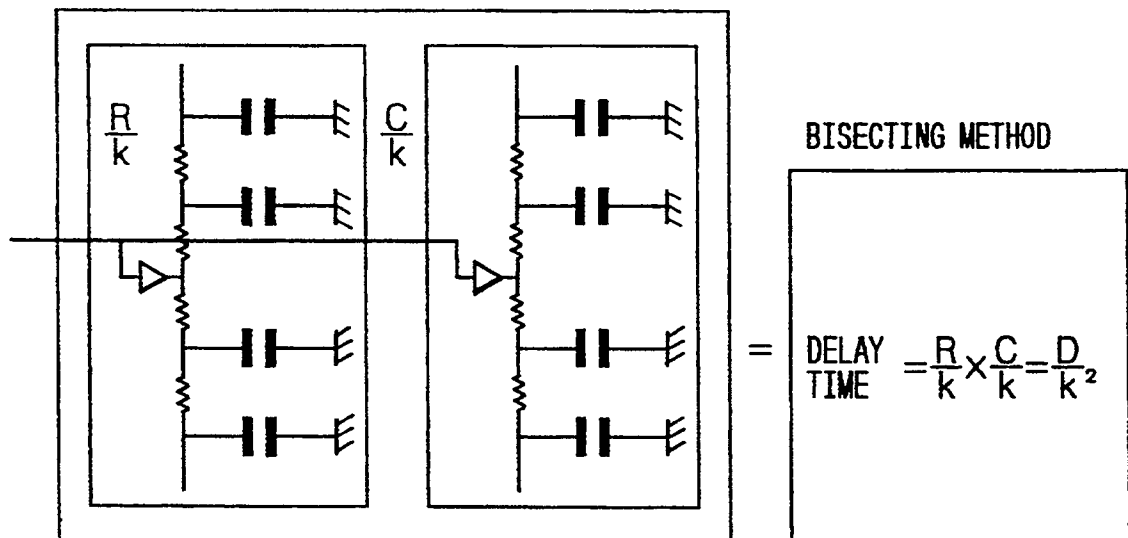 R/k
C/k
BISECTING METHOD
=
DELAY TIME = R/k × C/k = D/k²